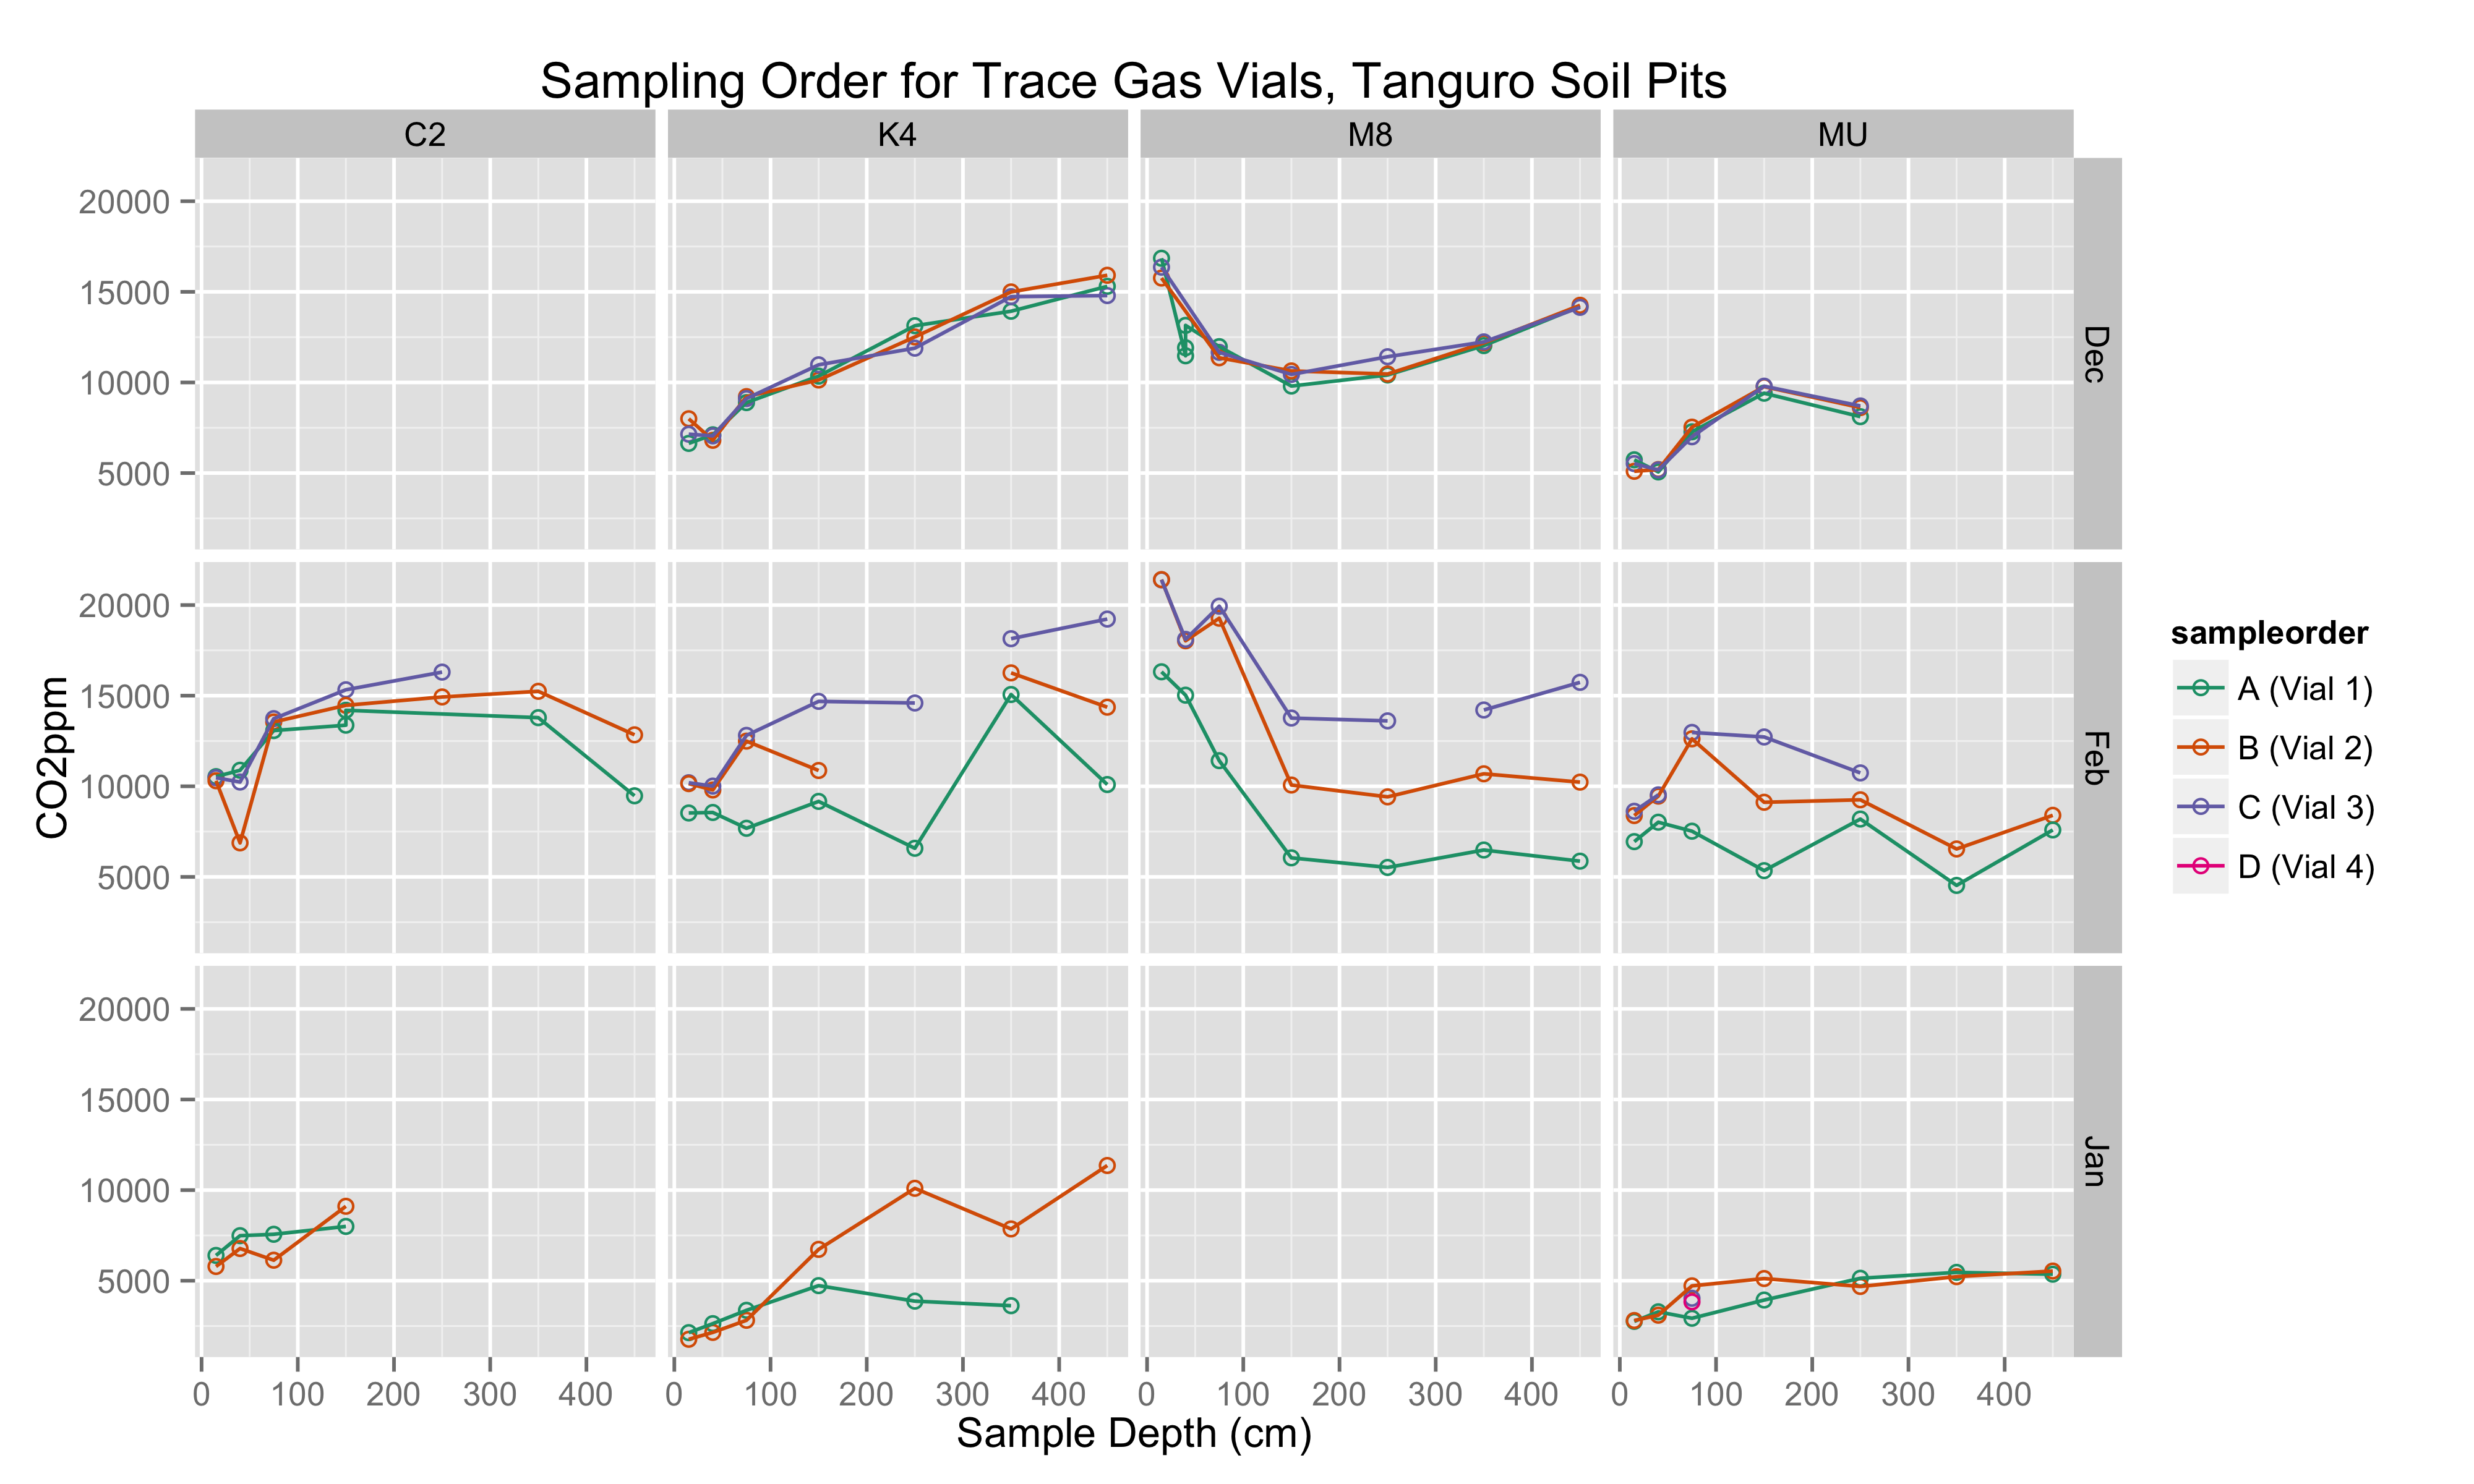 Sampling Order for Trace Gas Vials, Tanguro Soil Pits
C2 K4 M8 MU
20000
15000
10000
5000
Dec
20000
15000
10000
5000
Feb
20000
15000
10000
5000
Jan
0 100 200 300 400 0 100 200 300 400 0 100 200 300 400 0 100 200 300 400
Sample Depth (cm)
CO2ppm
sampleorder
A (Vial 1)
B (Vial 2)
C (Vial 3)
D (Vial 4)